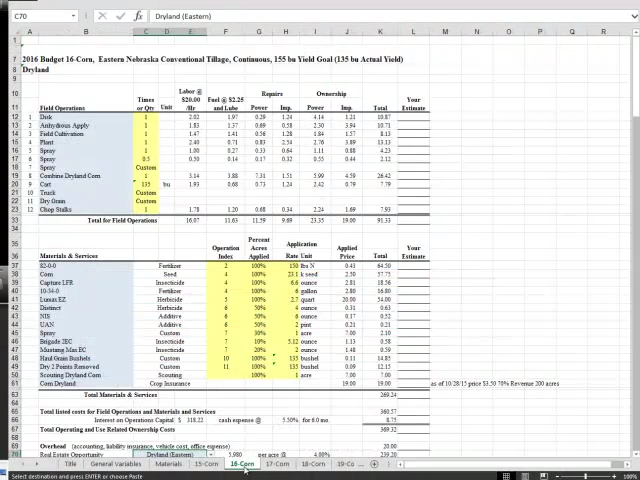 C70 Dryland (Eastern)
A B C D E F G H I J K L M N O P Q R
2016 Budget 16-Corn, Eastern Nebraska Conventional Tillage, Continuous, 155 bu Yield Goal (135 bu Actual Yield)
Dryland
Labor @ Repairs Ownership
Times $20.00 Fuel @ $2.25 Your
Field Operations or Qty Unit /Hr and Lube Power Imp. Power Imp. Total Estimate
1 Disk 1 2.02 1.97 0.29 1.24 4.14 1.21 10.87
2 Anhydrous Apply 1 1.83 1.37 0.69 0.58 2.30 3.94 10.71
3 Field Cultivation 1 1.47 1.41 0.56 1.28 1.84 1.57 8.13
4 Plant 1 2.40 0.71 0.83 2.54 2.76 3.89 13.13
5 Spray 1 1.00 0.27 0.33 0.64 1.11 0.88 4.23
6 Spray 0.5 0.50 0.14 0.17 0.32 0.55 0.44 2.12
7 Spray Custom
8 Combine Dryland Corn 1 3.14 3.88 7.31 1.51 5.99 4.59 26.42
9 Cart 135 bu 1.93 0.68 0.73 1.24 2.42 0.79 7.79
10 Truck Custom
11 Dry Grain Custom
12 Chop Stalks 1 1.78 1.20 0.68 0.34 2.24 1.69 7.93
Total for Field Operations 16.07 11.63 11.59 9.69 23.35 19.00 91.33
Percent
Operation Acres Application Applied Your
Materials & Services Index Applied Rate Unit Price Total Estimate
82-0-0 Fertilizer 2 100% 150 lbs N 0.43 64.50
Corn Seed 4 100% 23.1 k seed 2.50 57.75
Capture LFR Insecticide 4 100% 6.6 ounce 2.81 18.56
10-34-0 Fertilizer 4 100% 6 gallon 2.80 16.80
Lumax EZ Herbicide 5 100% 2.7 quart 20.00 54.00
Distinct Herbicide 6 50% 4 ounce 0.31 0.63
NIS Additive 6 50% 6 ounce 0.17 0.52
UAN Additive 6 50% 2 pint 0.21 0.21
Spray Custom 7 30% 1 acre 7.00 2.10
Brigade 2EC Insecticide 7 10% 5.12 ounce 1.13 0.58
Mustang Max EC Insecticide 7 20% 2 ounce 1.48 0.59
Haul Grain Bushels Custom 10 100% 135 bushel 0.11 14.85
Dry 2 Points Removed Custom 11 100% 135 bushel 0.09 12.15
Scouting Dryland Corn Scouting 100% 1 acre 7.00 7.00
Corn Dryland Crop Insurance 19.00 19.00 as of 10/28/15 price $3.50 70% Revenue 200 acres
Total Materials & Services 269.24
Total listed costs for Field Operations and Materials and Services 360.57
Interest on Operations Capital $ 318.22 cash expense @ 5.50% for 6.0 mo. 8.75
Total Operating and Use Related Ownership Costs 369.32
Overhead (accounting, liability insurance, vehicle cost, office expense) 20.00
Real Estate Opportunity Dryland (Eastern) 5,980 per acre @ 4.00% 239.20
Title General Variables Materials 15-Corn 16-Corn 17-Corn 18-Corn 19-Co ...
Select destination and press ENTER or choose Paste 100%